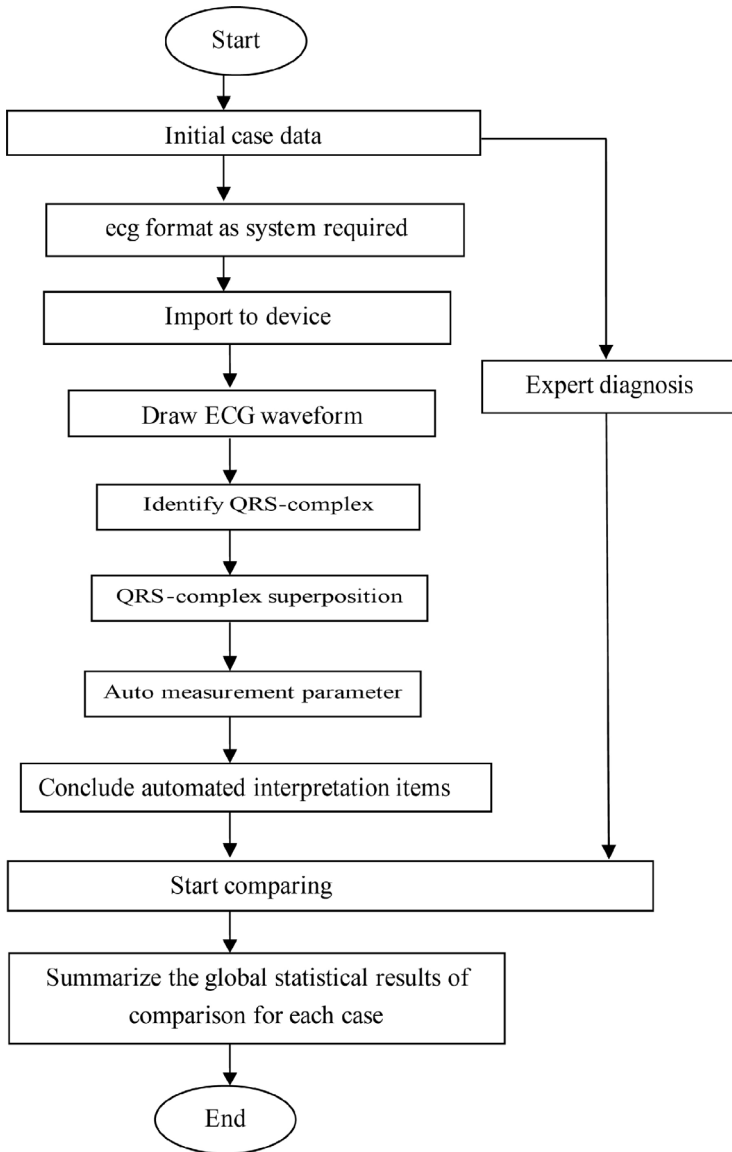 Start
Initial case data
ecg format as system required
Import to device
Expert diagnosis
Draw ECG waveform
Identify QRS-complex
QRS-complex superposition
Auto measurement parameter
Conclude automated interpretation items
Start comparing
Summarize the global statistical results of
comparison for each case
End